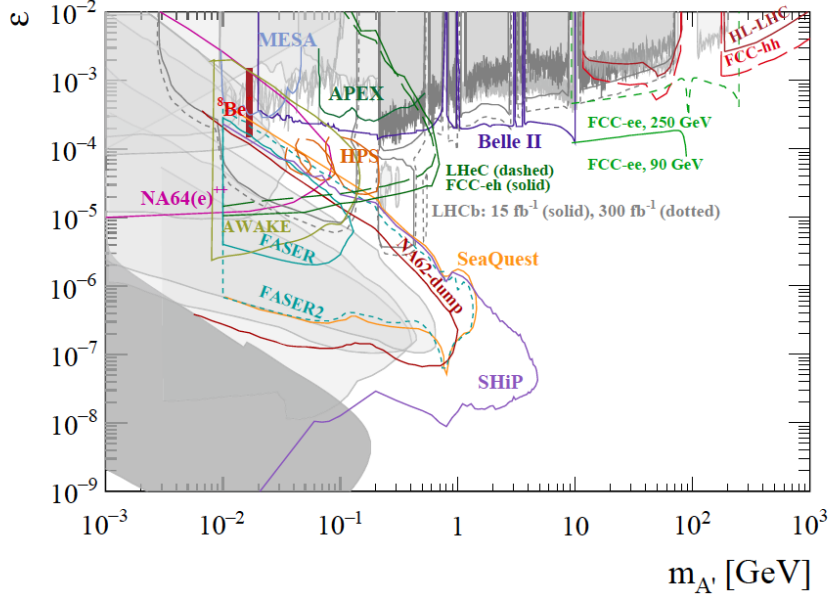 ε
10⁻²
10⁻³
10⁻⁴
10⁻⁵
10⁻⁶
10⁻⁷
10⁻⁸
10⁻⁹
MESA
⁸Be
APEX
HPS
Belle II
HL-LHC
FCC-hh
FCC-ee, 250 GeV
FCC-ee, 90 GeV
LHeC (dashed)
FCC-eh (solid)
NA64(e)⁺⁺
LHCb: 15 fb⁻¹ (solid), 300 fb⁻¹ (dotted)
AWAKE
FASER
FASER2
NA62-dump
SeaQuest
SHiP
10⁻³
10⁻²
10⁻¹
1
10
10²
10³
m_A' [GeV]